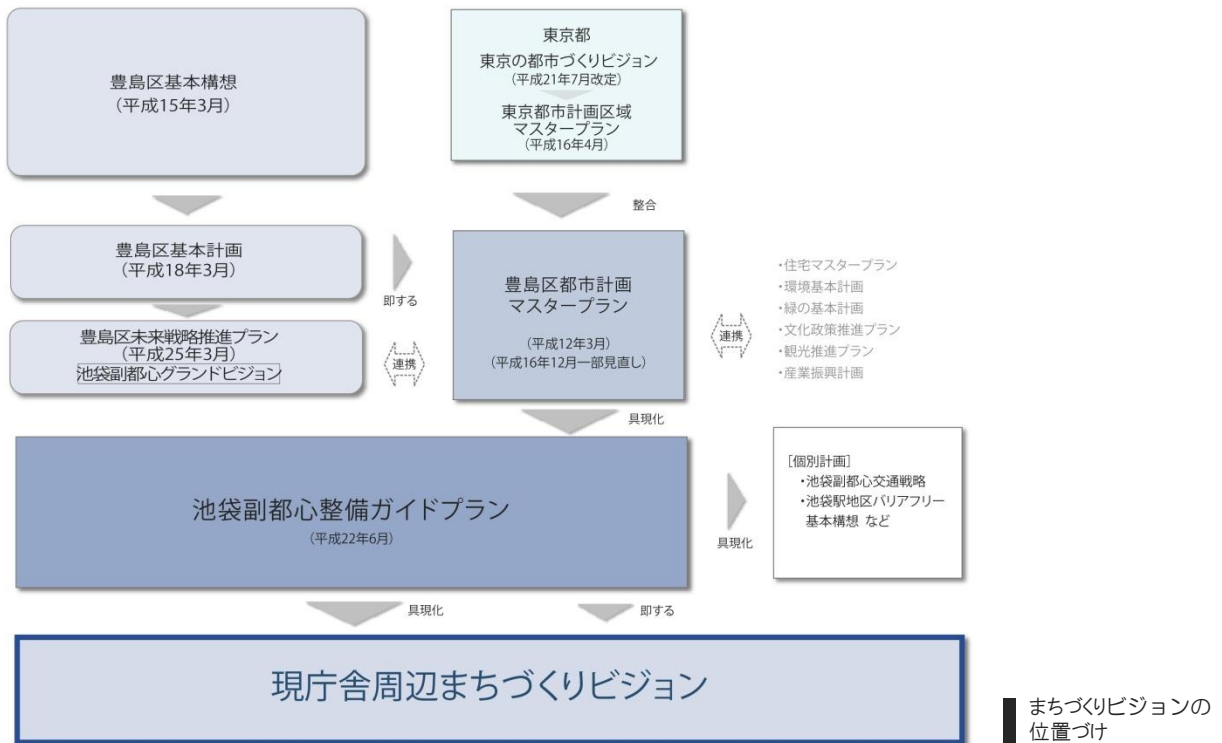 豊島区基本構想
(平成15年3月)
東京都
東京の都市づくりビジョン
(平成21年7月改定)
東京都市計画区域
マスタープラン
(平成16年4月)
整合
豊島区基本計画
(平成18年3月)
即する
豊島区都市計画
マスタープラン
(平成12年3月)
(平成16年12月一部見直し)
連携
・住宅マスタープラン
・環境基本計画
・緑の基本計画
・文化政策推進プラン
・観光推進プラン
・産業振興計画
豊島区未来戦略推進プラン
(平成25年3月)
池袋副都心グランドビジョン
連携
具現化
池袋副都心整備ガイドプラン
(平成22年6月)
具現化
[個別計画]
・池袋副都心交通戦略
・池袋駅地区バリアフリー
基本構想 など
具現化
即する
現庁舎周辺まちづくりビジョン
まちづくりビジョンの
位置づけ